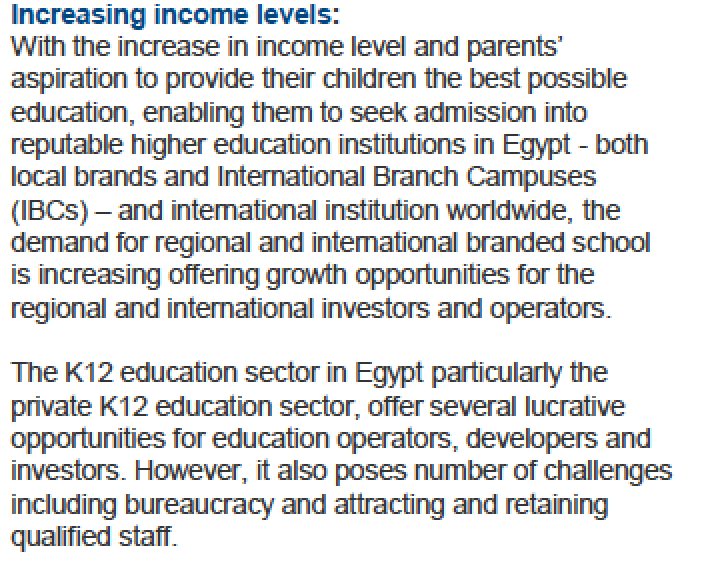 Increasing income levels:
With the increase in income level and parents'
aspiration to provide their children the best possible
education, enabling them to seek admission into
reputable higher education institutions in Egypt - both
local brands and International Branch Campuses
(IBCs) – and international institution worldwide, the
demand for regional and international branded school
is increasing offering growth opportunities for the
regional and international investors and operators.
The K12 education sector in Egypt particularly the
private K12 education sector, offer several lucrative
opportunities for education operators, developers and
investors. However, it also poses number of challenges
including bureaucracy and attracting and retaining
qualified staff.